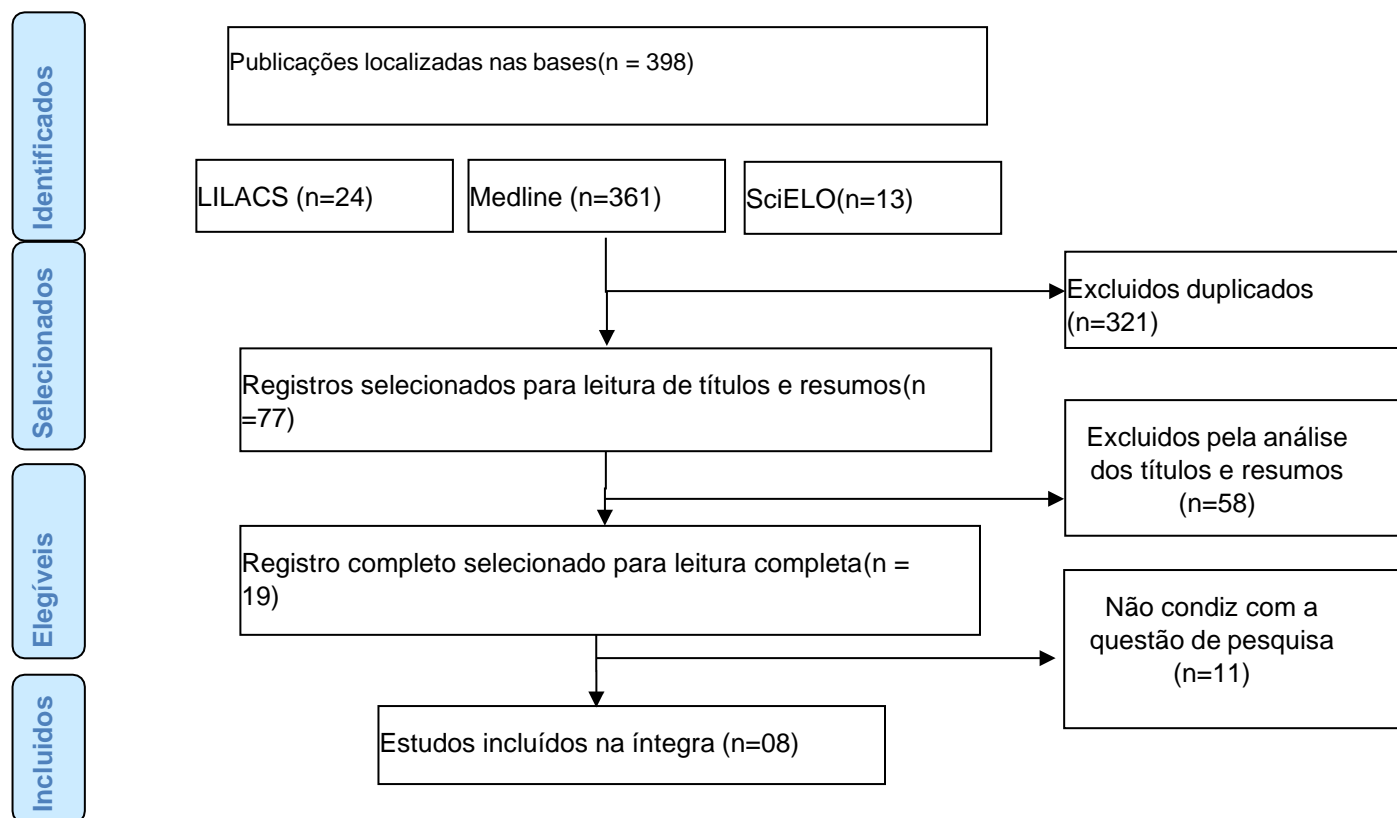 Identificados
Publicações localizadas nas bases(n = 398)
LILACS (n=24)
Medline (n=361)
SciELO(n=13)
Selecionados
Excluidos duplicados
(n=321)
Registros selecionados para leitura de títulos e resumos(n
=77)
Excluidos pela análise
dos títulos e resumos
(n=58)
Elegíveis
Registro completo selecionado para leitura completa(n =
19)
Não condiz com a
questão de pesquisa
(n=11)
Incluidos
Estudos incluídos na íntegra (n=08)